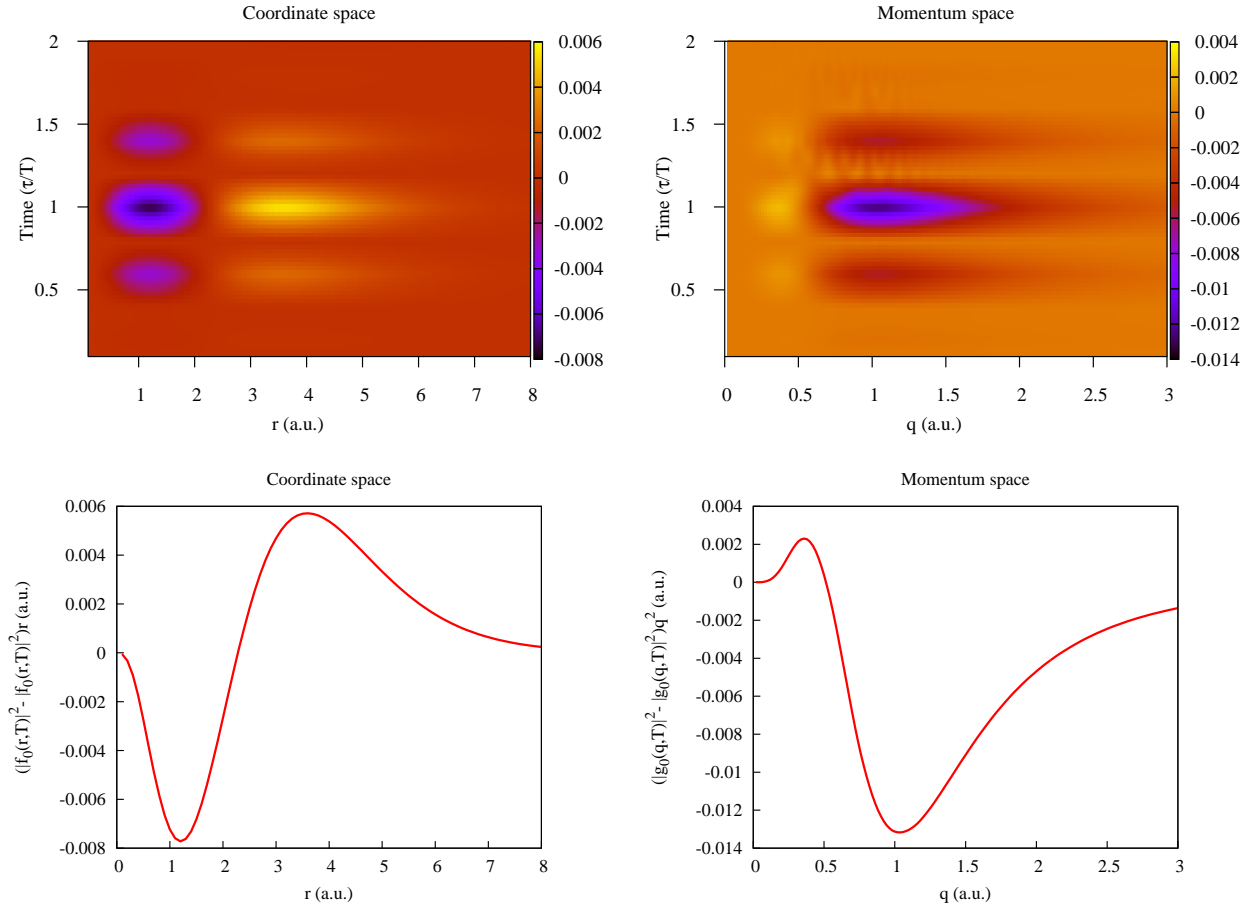 Coordinate space
2
1.5
1
0.5
Time (τ/T)
1 2 3 4 5 6 7 8
r (a.u.)
0.006
0.004
0.002
0
-0.002
-0.004
-0.006
-0.008
Momentum space
2
1.5
1
0.5
Time (τ/T)
0 0.5 1 1.5 2 2.5 3
q (a.u.)
0.004
0.002
0
-0.002
-0.004
-0.006
-0.008
-0.01
-0.012
-0.014
Coordinate space
0.006
0.004
0.002
0
-0.002
-0.004
-0.006
-0.008
(|f₀(r,T)|² - |f₀(r,T)|²)r (a.u.)
0 1 2 3 4 5 6 7 8
r (a.u.)
Momentum space
0.004
0.002
0
-0.002
-0.004
-0.006
-0.008
-0.01
-0.012
-0.014
(|g₀(q,T)|² - |g₀(q,T)|²)q² (a.u.)
0 0.5 1 1.5 2 2.5 3
q (a.u.)